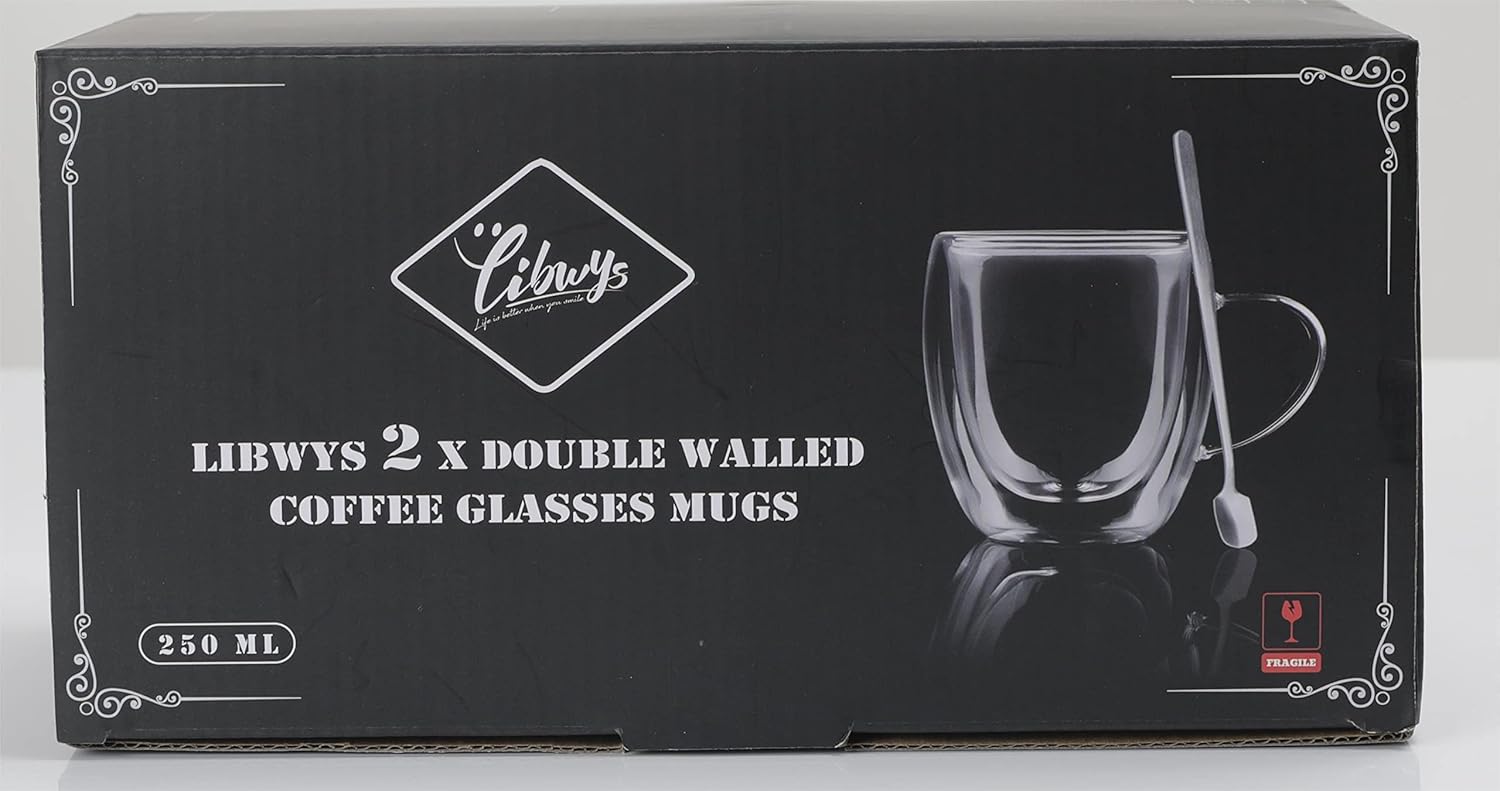 Libwys
Life is better when you smile
LIBWYS 2 X DOUBLE WALLED
COFFEE GLASSES MUGS
250 ML
FRAGILE